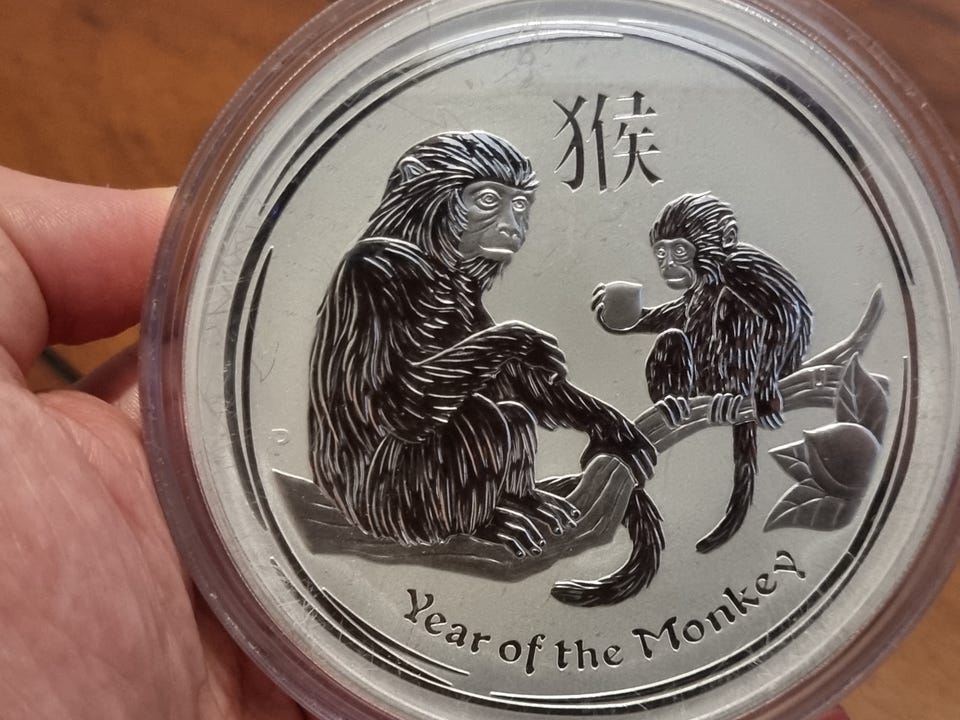 猴
P
Year of the Monkey